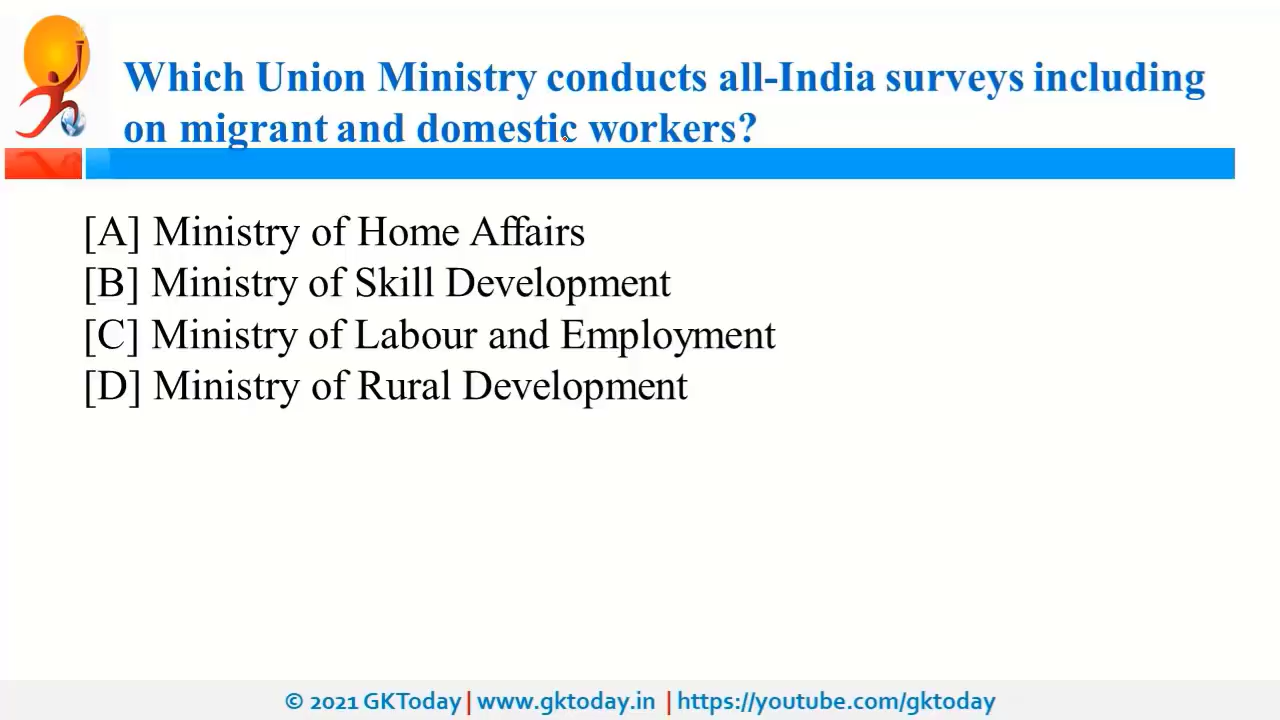 Which Union Ministry conducts all-India surveys including
on migrant and domestic workers?
[A] Ministry of Home Affairs
[B] Ministry of Skill Development
[C] Ministry of Labour and Employment
[D] Ministry of Rural Development
© 2021 GKToday | www.gktoday.in | https://youtube.com/gktoday